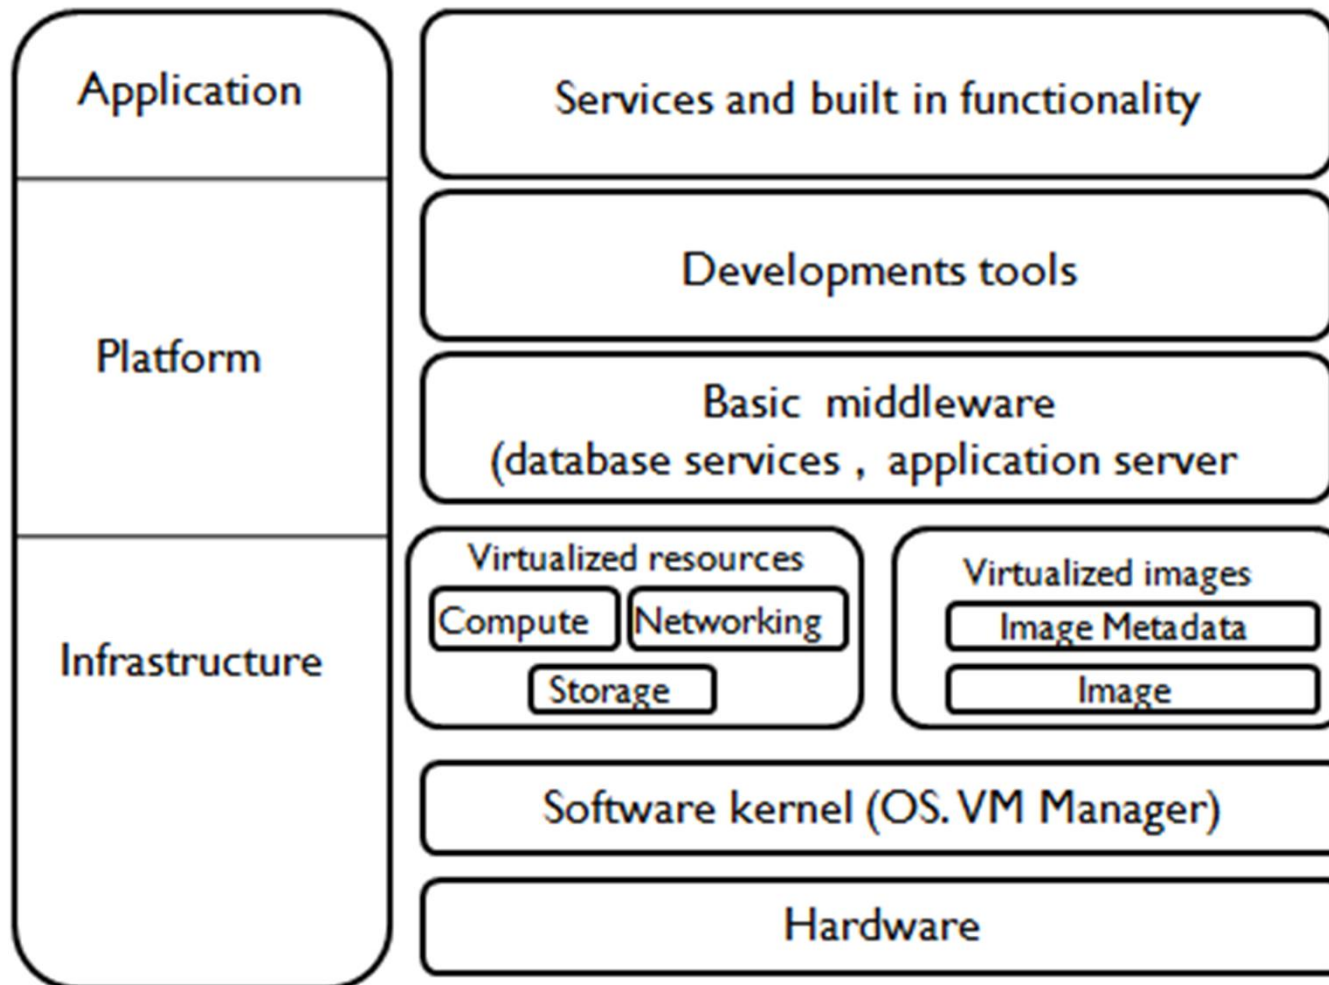 Application
Services and built in functionality
Platform
Developments tools
Basic middleware
(database services , application server
Infrastructure
Virtualized resources
Compute
Networking
Storage
Virtualized images
Image Metadata
Image
Software kernel (OS. VM Manager)
Hardware